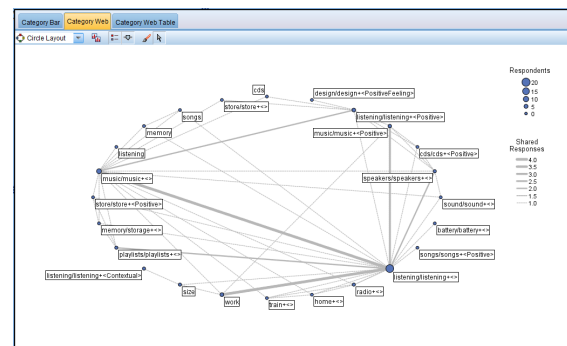 Category Bar Category Web Category Web Table
Circle Layout
Respondents
20
15
10
5
0
Shared
Responses
4.0
3.5
3.0
2.5
2.0
1.5
1.0
cds
design/design+<PositiveFeeling>
store/store+<>
songs
listening/listening+<Positive>
memory
music/music+<Positive>
listening
cds/cds+<Positive>
music/music+<>
speakers/speakers+<>
store/store+<Positive>
sound/sound+<>
memory/storage+<>
battery/battery+<>
playlists/playlists+<>
songs/songs+<Positive>
listening/listening+<Contextual>
listening/listening+<>
size
radio+<>
work
home+<>
train+<>